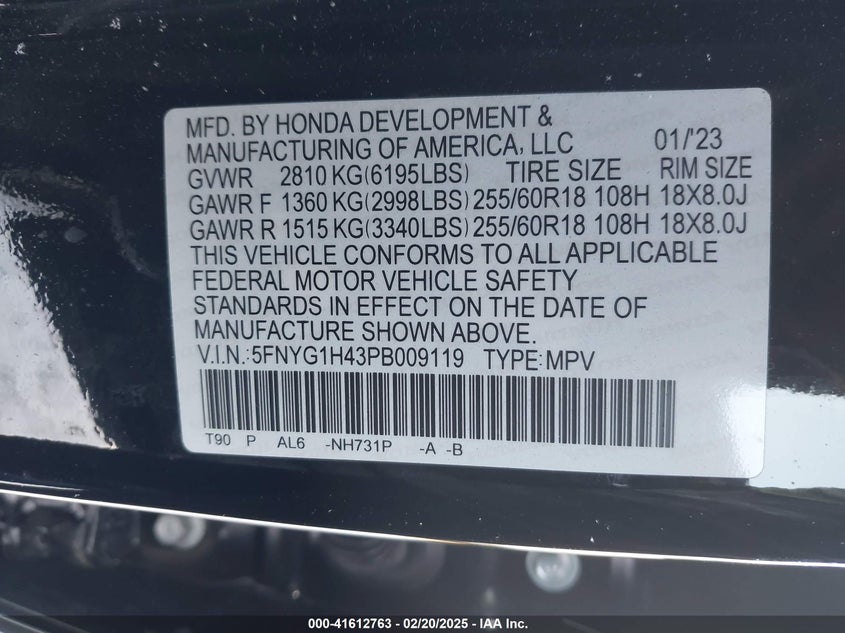 MFD. BY HONDA DEVELOPMENT &
MANUFACTURING OF AMERICA, LLC 01/'23
GVWR 2810 KG(6195LBS) TIRE SIZE RIM SIZE
GAWR F 1360 KG(2998LBS) 255/60R18 108H 18X8.0J
GAWR R 1515 KG(3340LBS) 255/60R18 108H 18X8.0J
THIS VEHICLE CONFORMS TO ALL APPLICABLE
FEDERAL MOTOR VEHICLE SAFETY
STANDARDS IN EFFECT ON THE DATE OF
MANUFACTURE SHOWN ABOVE.
V.I.N.:5FNYG1H43PB009119 TYPE:MPV
T90 P AL6 -NH731P -A -B
000-41612763 - 02/20/2025 - IAA Inc.